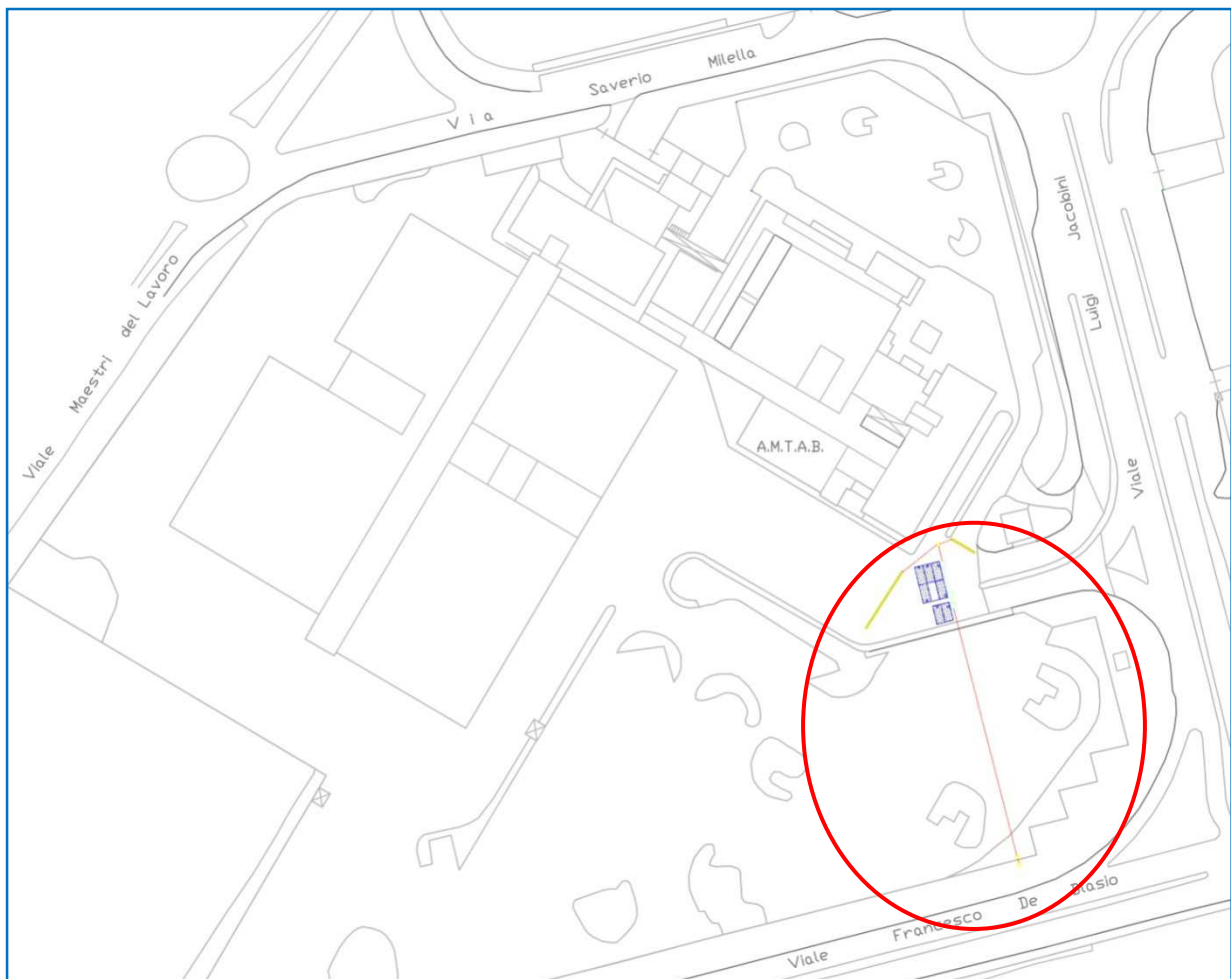 Via Saverio Milella
Viale Maestri del Lavoro
Viale Luigi Jacobini
A.M.T.A.B.
Viale Francesco De Blasio